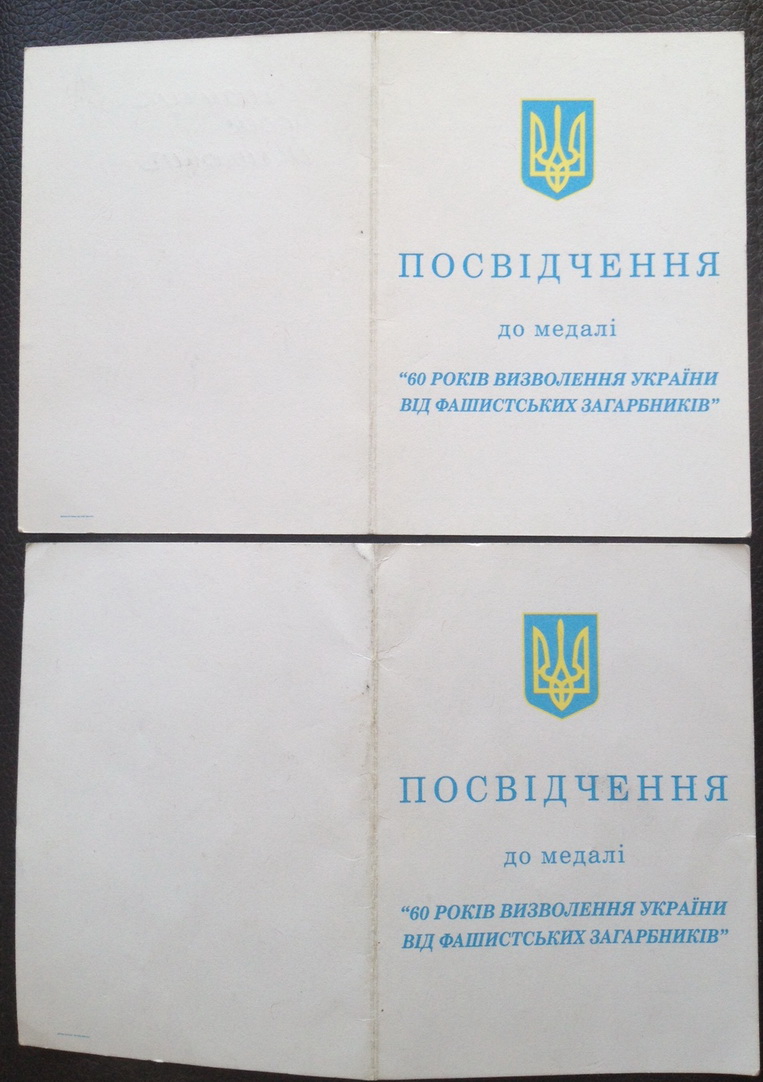 ПОСВІДЧЕННЯ
до медалі
“60 РОКІВ ВИЗВОЛЕННЯ УКРАЇНИ
ВІД ФАШИСТСЬКИХ ЗАГАРБНИКІВ”
ПОСВІДЧЕННЯ
до медалі
“60 РОКІВ ВИЗВОЛЕННЯ УКРАЇНИ
ВІД ФАШИСТСЬКИХ ЗАГАРБНИКІВ”